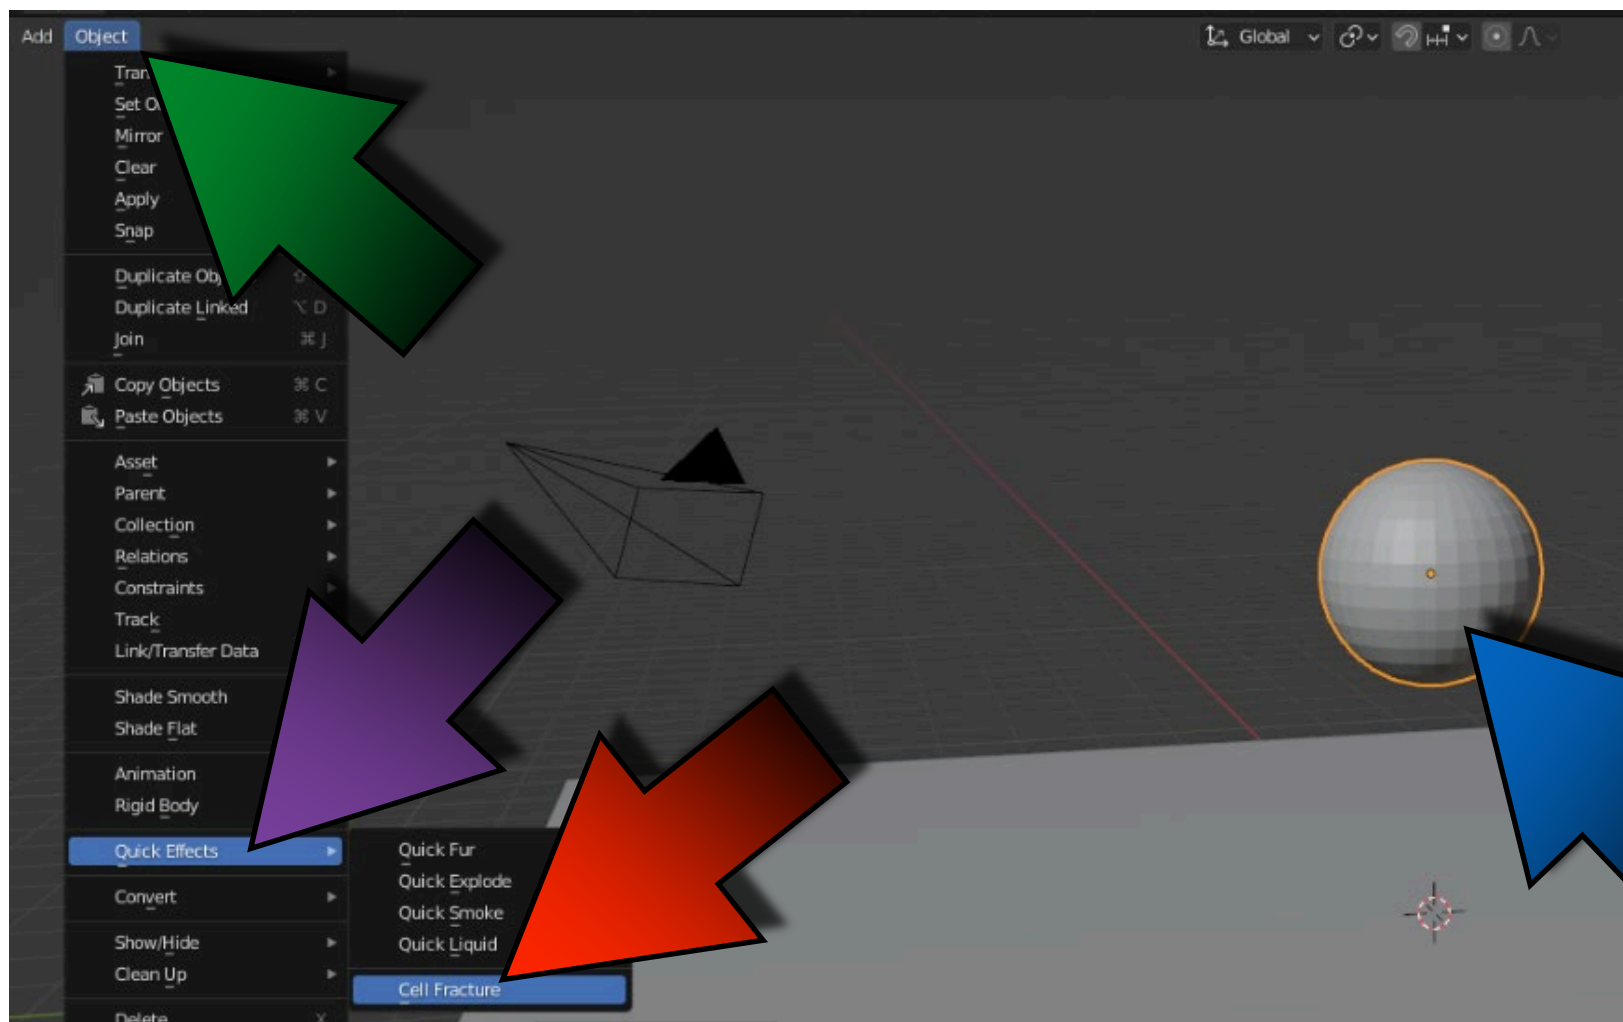 Add Object Global
Mirror
Clear
Apply
Snap
Duplicate
Duplicate Linked ⌥ D
Join ⌘ J
Copy Objects ⌘ C
Paste Objects ⌘ V
Asset
Parent
Collection
Relations
Constraints
Track
Link/Transfer Data
Shade Smooth
Shade Flat
Animation
Rigid Body
Quick Effects
Quick Fur
Quick Explode
Convert
Quick Smoke
Show/Hide
Quick Liquid
Clean Up
Cell Fracture
Delete X